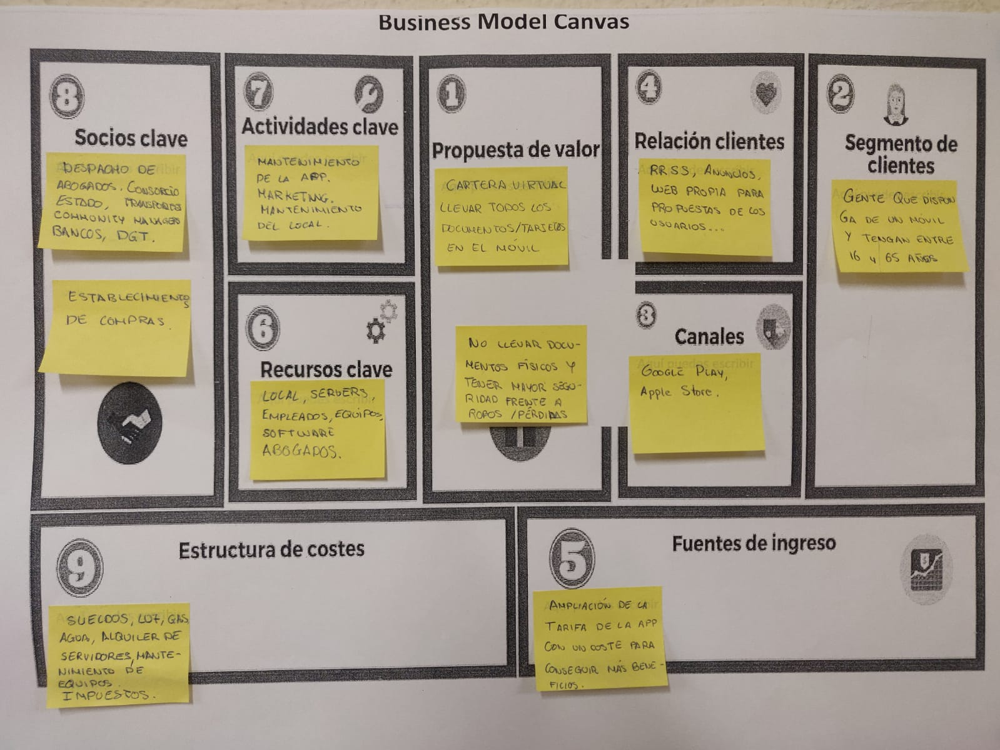 Business Model Canvas
8
Socios clave
DESPACHO DE
ABOGADOS. CONSORCIO
ESTADO, TRANSPORTES
COMMUNITY MANAGER
BANCOS, DGT.
ESTABLECIMIENTOS
DE COMPRAS.
7
Actividades clave
MANTENIMIENTO
DE LA APP.
MARKETING.
MANTENIMIENTO
DEL LOCAL.
6
Recursos clave
LOCAL, SERVERS,
EMPLEADOS, EQUIPOS,
SOFTWARE
ABOGADOS.
1
Propuesta de valor
CARTERA VIRTUAL
LLEVAR TODOS LOS
DOCUMENTOS/TARJETAS
EN EL MÓVIL
NO LLEVAR DOCU-
MENTOS FÍSICOS Y
TENER MAYOR SEGU-
RIDAD FRENTE A
ROBOS /PÉRDIDAS
4
Relación clientes
RRSS, ANUNCIOS,
WEB PROPIA PARA
PROPUESTAS DE LOS
USUARIOS...
3
Canales
Aquí puedes escribir
GOOGLE PLAY,
Apple Store.
2
Segmento de
clientes
GENTE QUE DISPON
GA DE UN MÓVIL
Y TENGAN ENTRE
16 y 65 AÑOS
9
Estructura de costes
SUELDOS, LUZ, GAS,
AGUA, ALQUILER DE
SERVIDORES, MANTE-
NIMIENTO DE
EQUIPOS.
IMPUESTOS.
5
Fuentes de ingreso
AMPLIACIÓN DE LA
TARIFA DE LA APP
CON UN COSTE PARA
CONSEGUIR MÁS BENE-
FICIOS.